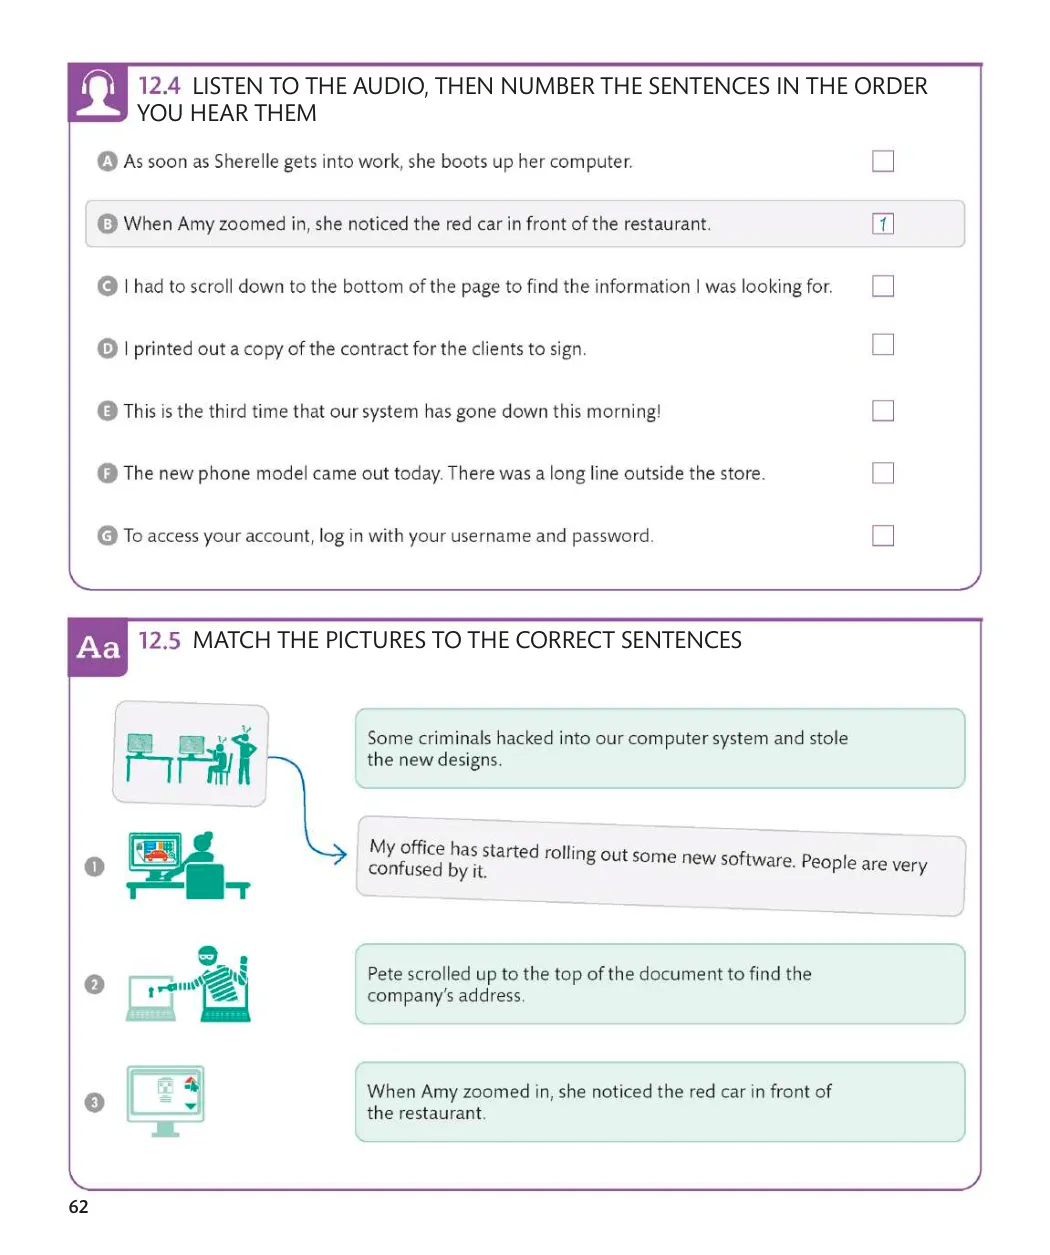 12.4 LISTEN TO THE AUDIO, THEN NUMBER THE SENTENCES IN THE ORDER
YOU HEAR THEM
A As soon as Sherelle gets into work, she boots up her computer.
B When Amy zoomed in, she noticed the red car in front of the restaurant. 1
C I had to scroll down to the bottom of the page to find the information I was looking for.
D I printed out a copy of the contract for the clients to sign.
E This is the third time that our system has gone down this morning!
F The new phone model came out today. There was a long line outside the store.
G To access your account, log in with your username and password.
Aa 12.5 MATCH THE PICTURES TO THE CORRECT SENTENCES
Some criminals hacked into our computer system and stole
the new designs.
1
My office has started rolling out some new software. People are very
confused by it.
2
Pete scrolled up to the top of the document to find the
company's address.
3
When Amy zoomed in, she noticed the red car in front of
the restaurant.
62